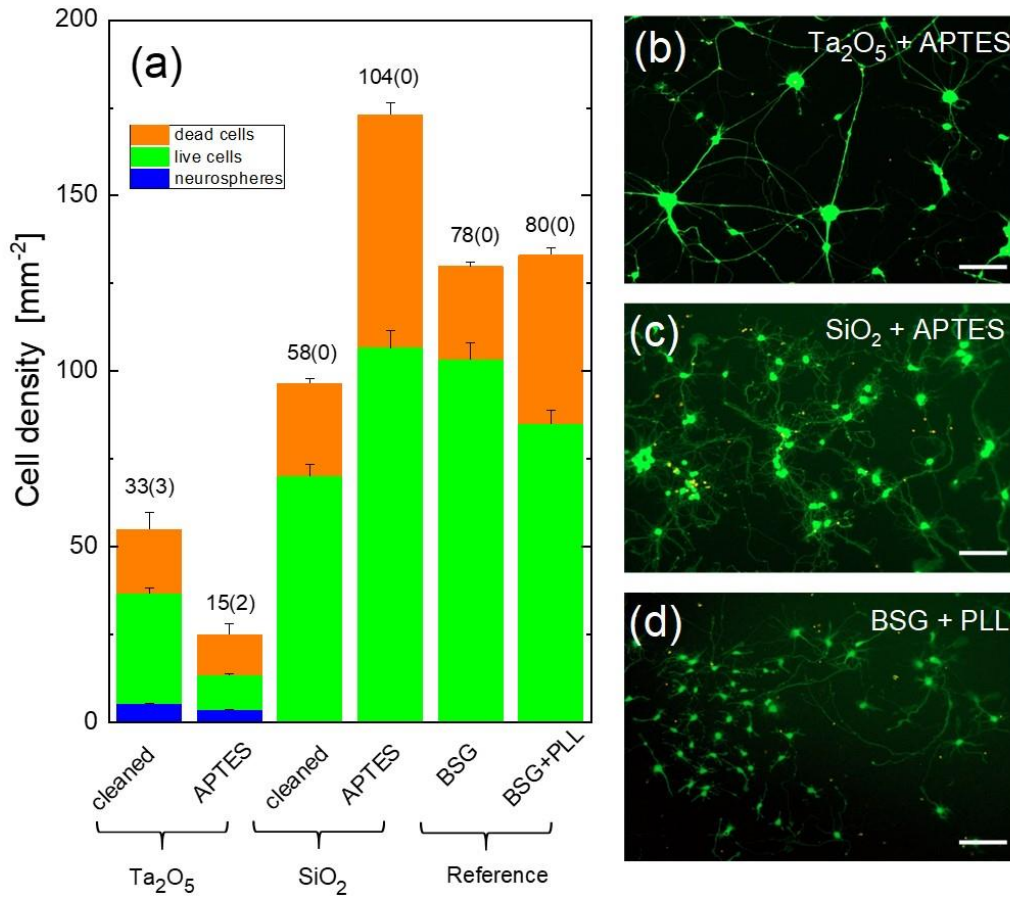 (a)
200
150
100
50
0
Cell density [mm⁻²]
dead cells
live cells
neurospheres
33(3)
15(2)
58(0)
104(0)
78(0)
80(0)
cleaned
APTES
cleaned
APTES
BSG
BSG+PLL
Ta₂O₅
SiO₂
Reference
(b)
Ta₂O₅ + APTES
(c)
SiO₂ + APTES
(d)
BSG + PLL